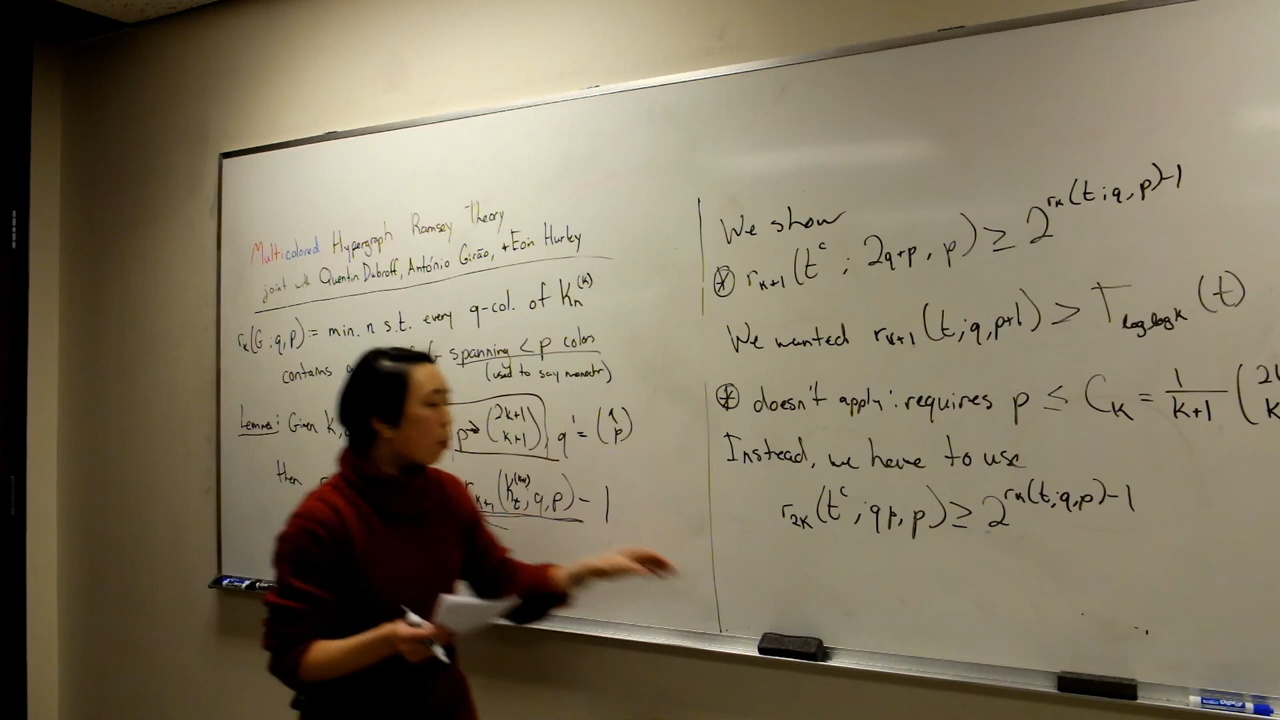 Multicolored Hypergraph Ramsey Theory
joint with Quentin Dubroff, António Girão, + Eoin Hurley
r_k(G; q, p) := min. n s.t. every q-col. of K_n^(k)
contains G spanning < p colors
(used to say monochr)
Lemma: Given k, p → (2k+1 choose k+1), q' = (q choose p)
then r_{k+1}(K_t^(k+1); q, p) - 1
We show
⊛ r_{k+1}(t^c; 2q+p, p) ≥ 2^{r_k(t; q, p)-1}
We wanted r_{k+1}(t; q, p+1) > T_{log log k}(t)
⊛ doesn't apply: requires p ≤ C_k = 1/(k+1) (2k
k
Instead, we have to use
r_{2k}(t^c; qp, p) ≥ 2^{r_k(t; q, p)-1}